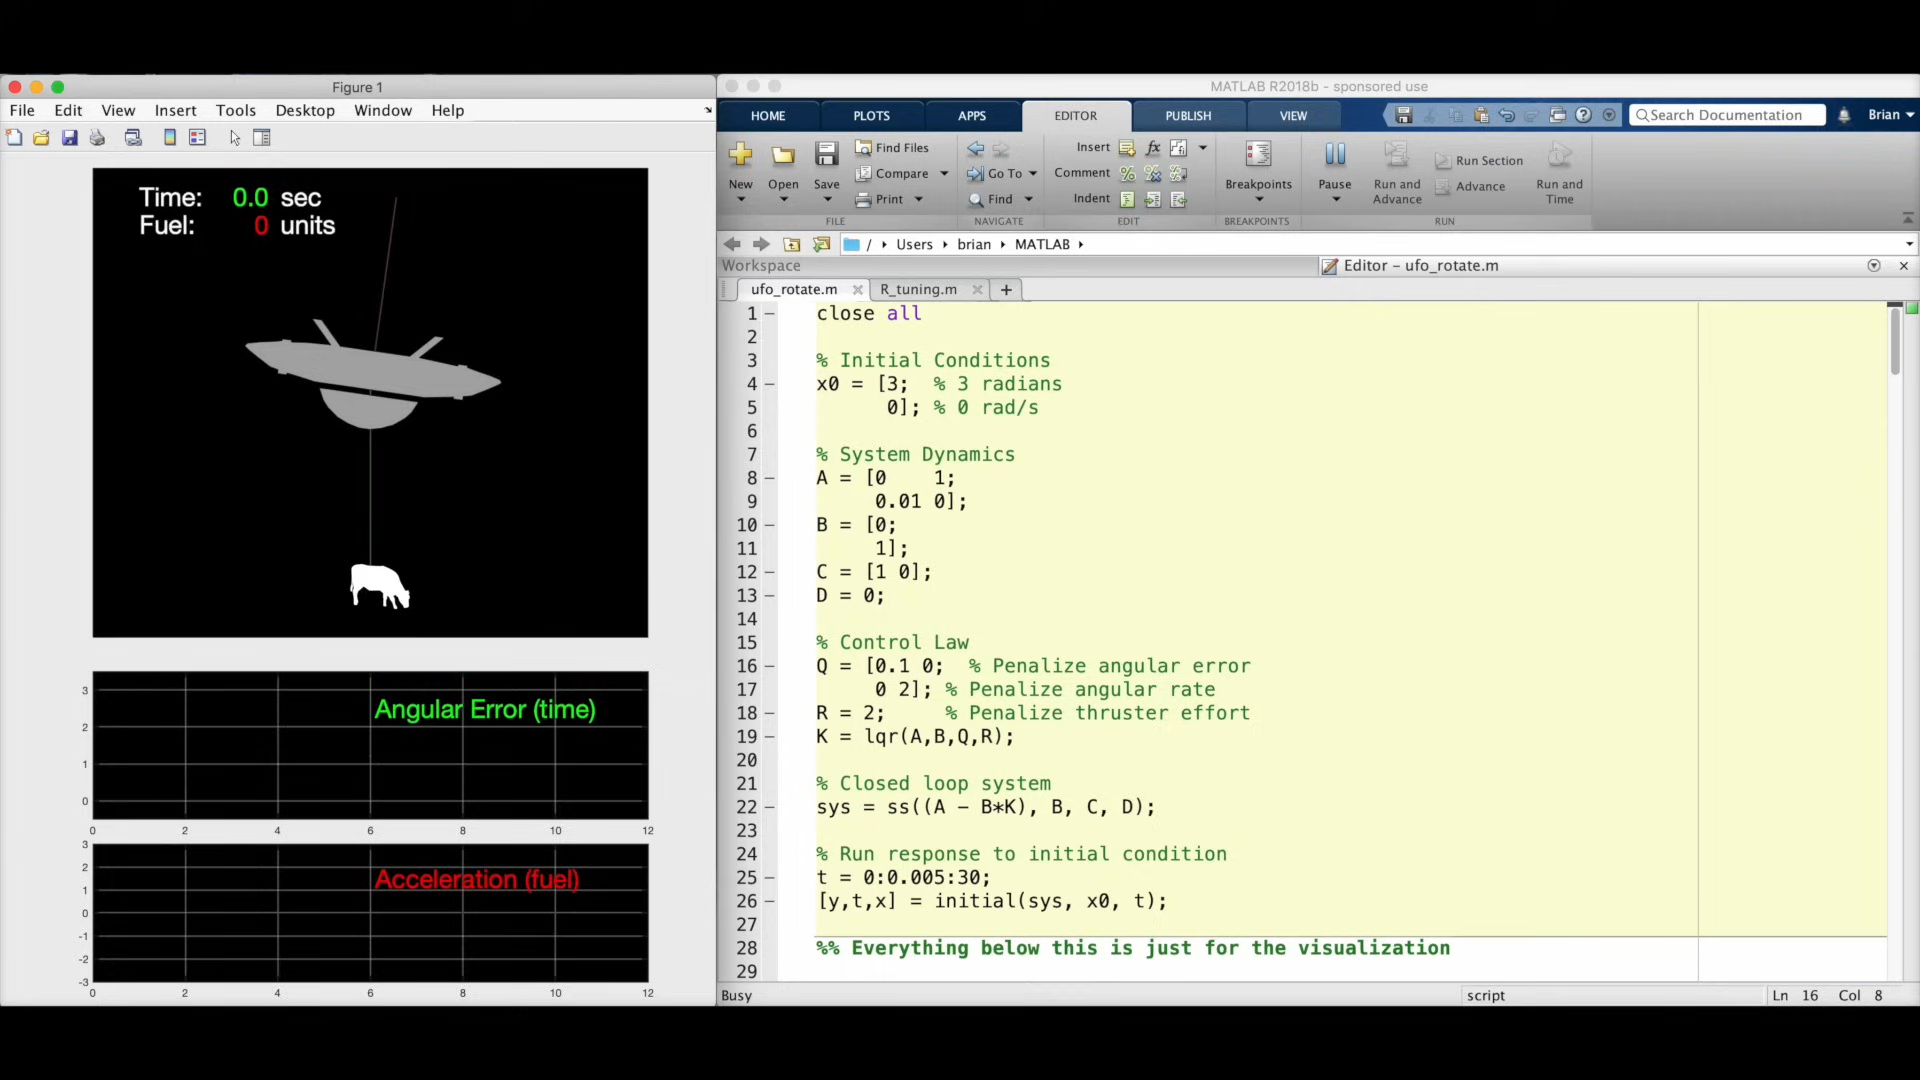 Figure 1
File Edit View Insert Tools Desktop Window Help
Time: 0.0 sec
Fuel: 0 units
3
2
1
0
Angular Error (time)
0 2 4 6 8 10 12
3
2
1
0
-1
-2
-3
Acceleration (fuel)
0 2 4 6 8 10 12
MATLAB R2018b - sponsored use
HOME PLOTS APPS EDITOR PUBLISH VIEW
Search Documentation
Brian
New Open Save
Find Files
Compare
Print
FILE
Go To
Find
NAVIGATE
Insert fx
Comment
Indent
EDIT
Breakpoints
BREAKPOINTS
Pause
Run and Advance
Run Section
Advance
Run and Time
RUN
/ Users brian MATLAB
Workspace
Editor - ufo_rotate.m
ufo_rotate.m R_tuning.m +
1 close all
2
3 % Initial Conditions
4 x0 = [3; % 3 radians
5 0]; % 0 rad/s
6
7 % System Dynamics
8 A = [0 1;
9 0.01 0];
10 B = [0;
11 1];
12 C = [1 0];
13 D = 0;
14
15 % Control Law
16 Q = [0.1 0; % Penalize angular error
17 0 2]; % Penalize angular rate
18 R = 2; % Penalize thruster effort
19 K = lqr(A,B,Q,R);
20
21 % Closed loop system
22 sys = ss((A - B*K), B, C, D);
23
24 % Run response to initial condition
25 t = 0:0.005:30;
26 [y,t,x] = initial(sys, x0, t);
27
28 %% Everything below this is just for the visualization
29
Busy
script
Ln 16 Col 8